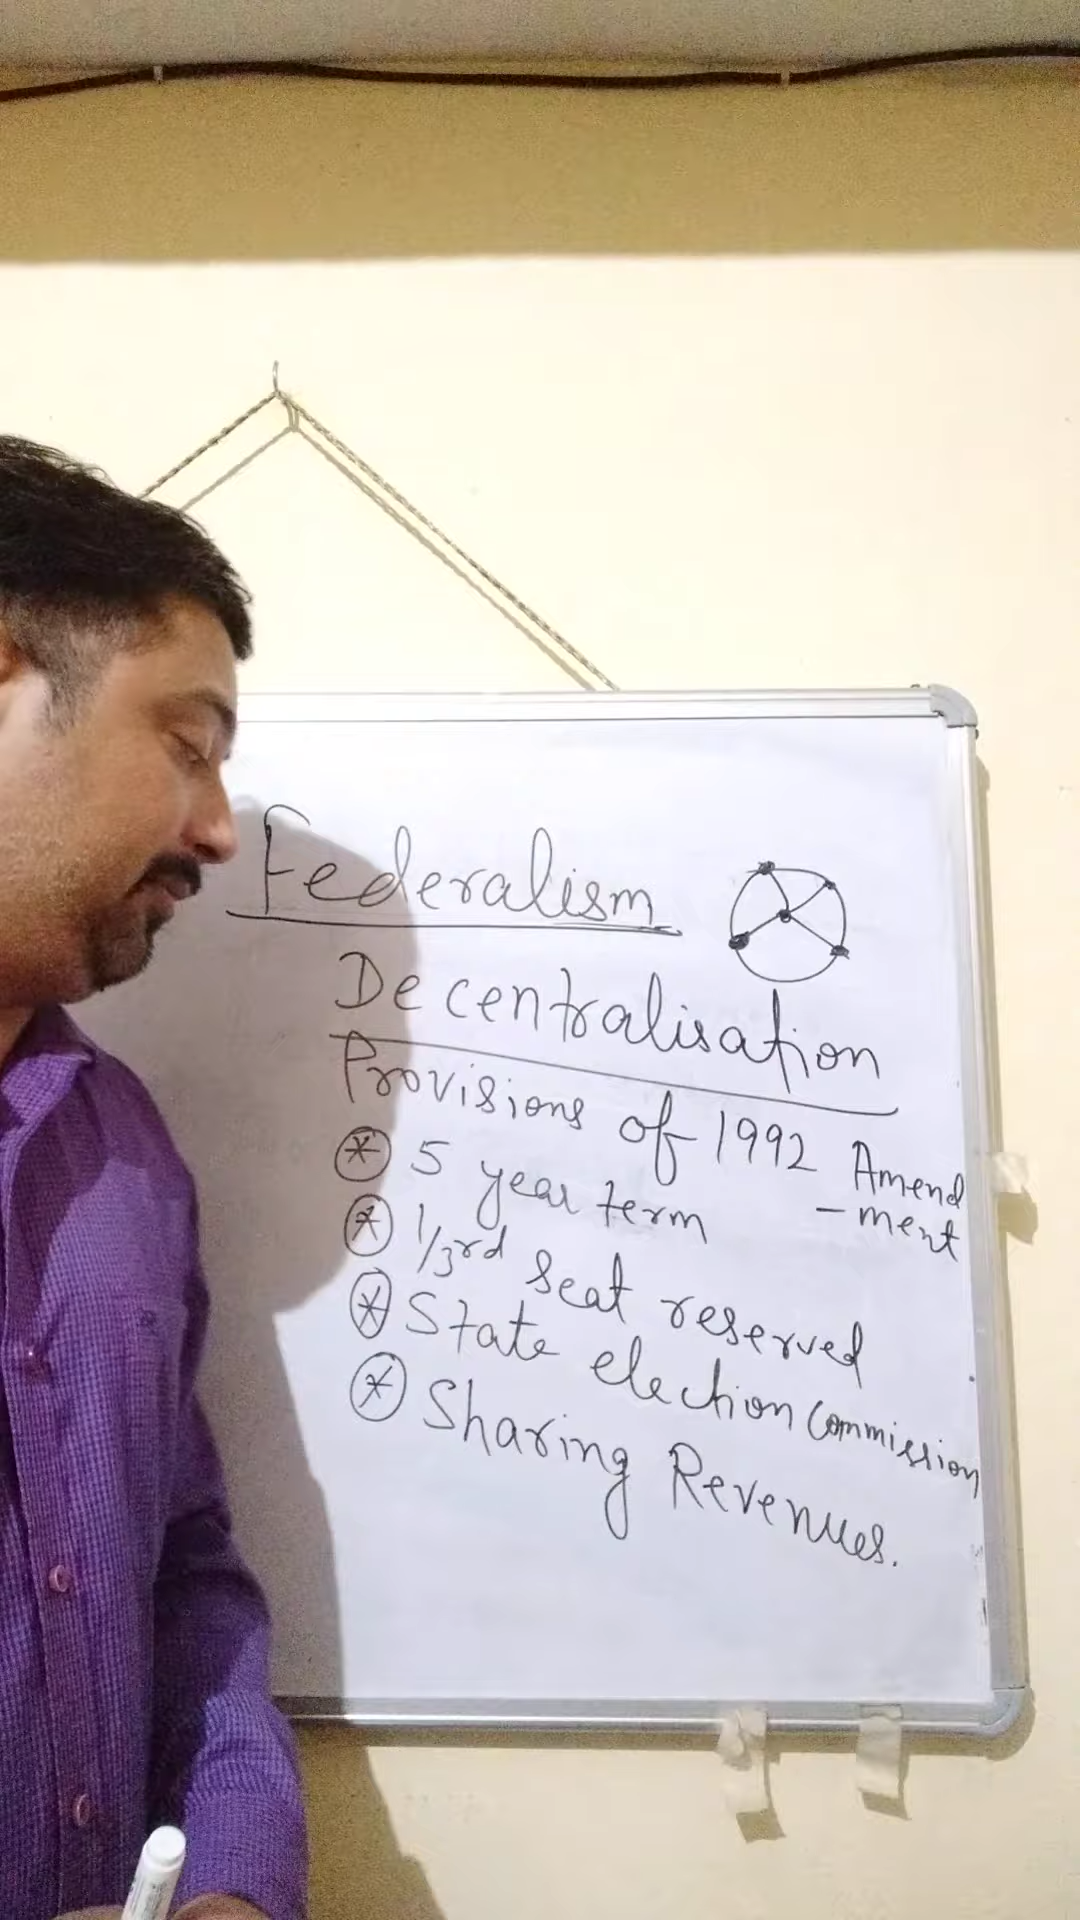 Federalism
Decentralisation
Provisions of 1992 Amend
-ment
* 5 year term
* 1/3rd seat reserved
* State election Commission
* Sharing Revenues.